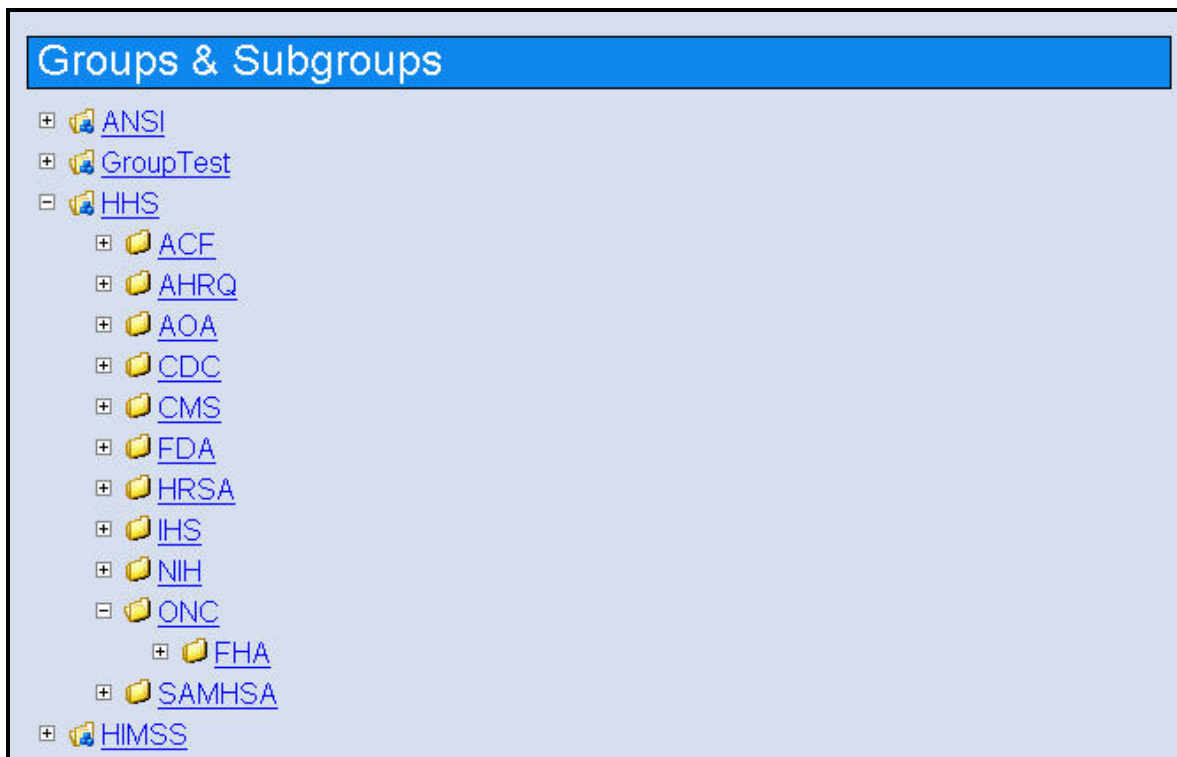 Groups & Subgroups
ANSI
GroupTest
HHS
ACF
AHRQ
AOA
CDC
CMS
FDA
HRSA
IHS
NIH
ONC
FHA
SAMHSA
HIMSS